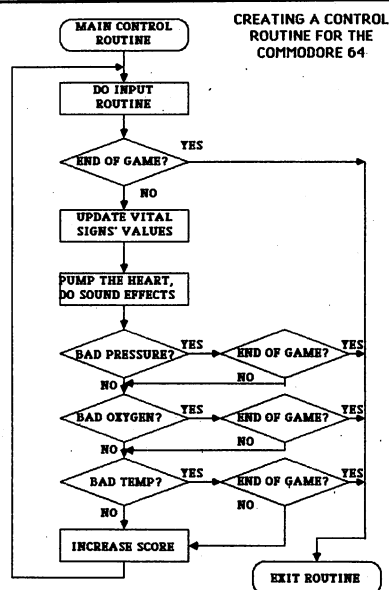 CREATING A CONTROL
ROUTINE FOR THE
COMMODORE 64
MAIN CONTROL
ROUTINE
DO INPUT
ROUTINE
END OF GAME?
YES
NO
UPDATE VITAL
SIGNS' VALUES
PUMP THE HEART,
DO SOUND EFFECTS
BAD PRESSURE?
YES
END OF GAME?
YES
NO
NO
BAD OXYGEN?
YES
END OF GAME?
YES
NO
NO
BAD TEMP?
YES
END OF GAME?
YES
NO
NO
INCREASE SCORE
EXIT ROUTINE